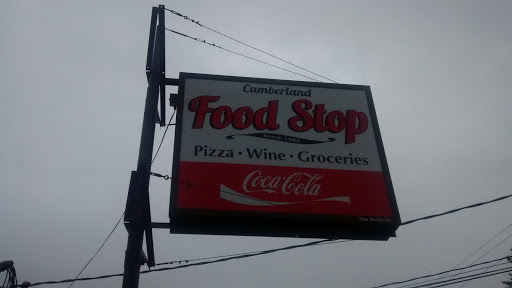 Cumberland
Food Stop
Pizza • Wine • Groceries
Coca-Cola